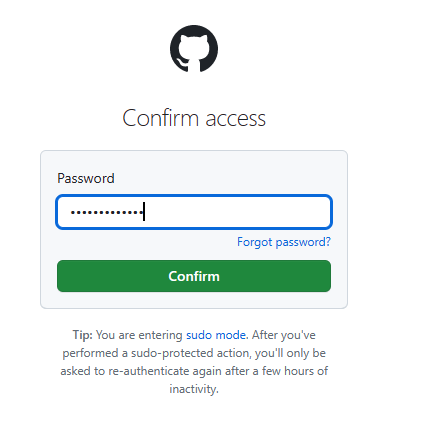 Confirm access
Password
•••••••••••••
Forgot password?
Confirm
Tip: You are entering sudo mode. After you've
performed a sudo-protected action, you'll only be
asked to re-authenticate again after a few hours of
inactivity.